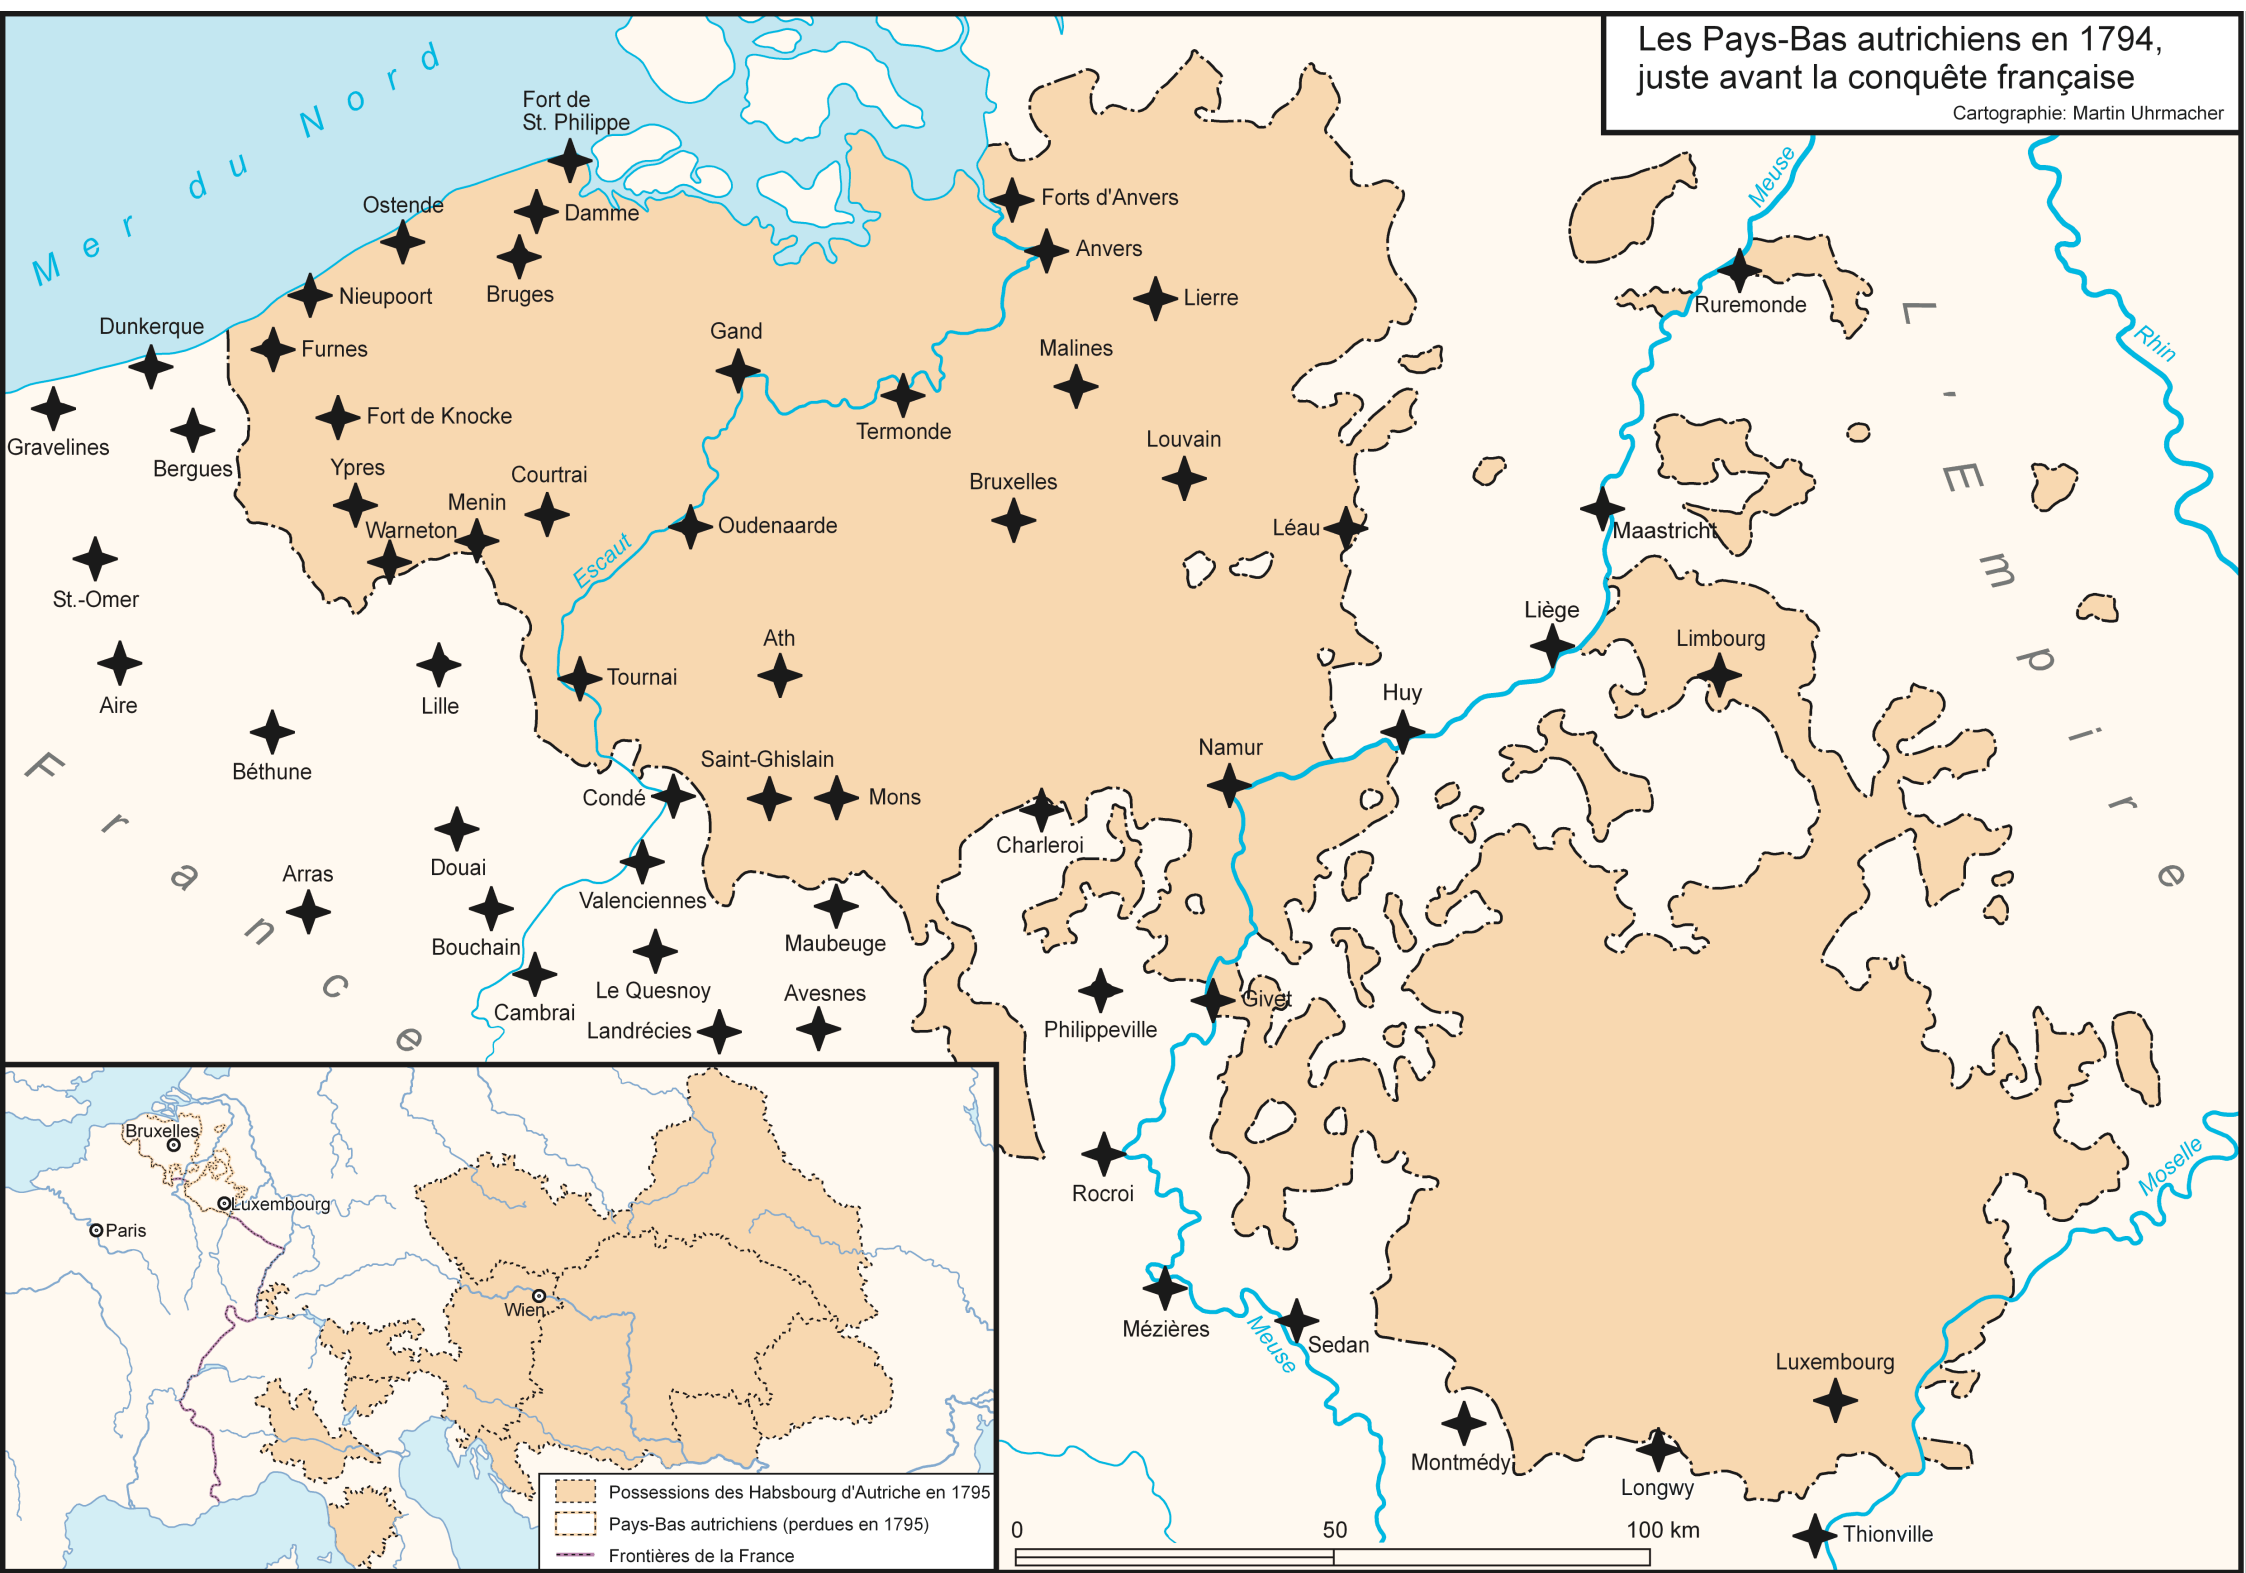 Les Pays-Bas autrichiens en 1794,
juste avant la conquête française
Cartographie: Martin Uhrmacher
Mer du Nord
Fort de
St. Philippe
Ostende
Damme
Forts d'Anvers
Meuse
Anvers
Nieupoort
Bruges
Lierre
Ruremonde
L'Empire
Rhin
Dunkerque
Furnes
Gand
Malines
Gravelines
Fort de Knocke
Termonde
Bergues
Ypres
Courtrai
Louvain
Menin
Bruxelles
Warneton
Oudenaarde
Léau
Maastricht
Escaut
St.-Omer
Liège
Limbourg
Ath
Tournai
Aire
Lille
Huy
Namur
Béthune
Saint-Ghislain
France
Condé
Mons
Charleroi
Douai
Arras
Valenciennes
Bouchain
Maubeuge
Le Quesnoy
Avesnes
Givet
Cambrai
Landrécies
Philippeville
Rocroi
Moselle
Mézières
Meuse
Sedan
Luxembourg
Montmédy
Longwy
Thionville
0 50 100 km
Bruxelles
Luxembourg
Paris
Wien
Possessions des Habsbourg d'Autriche en 1795
Pays-Bas autrichiens (perdues en 1795)
Frontières de la France